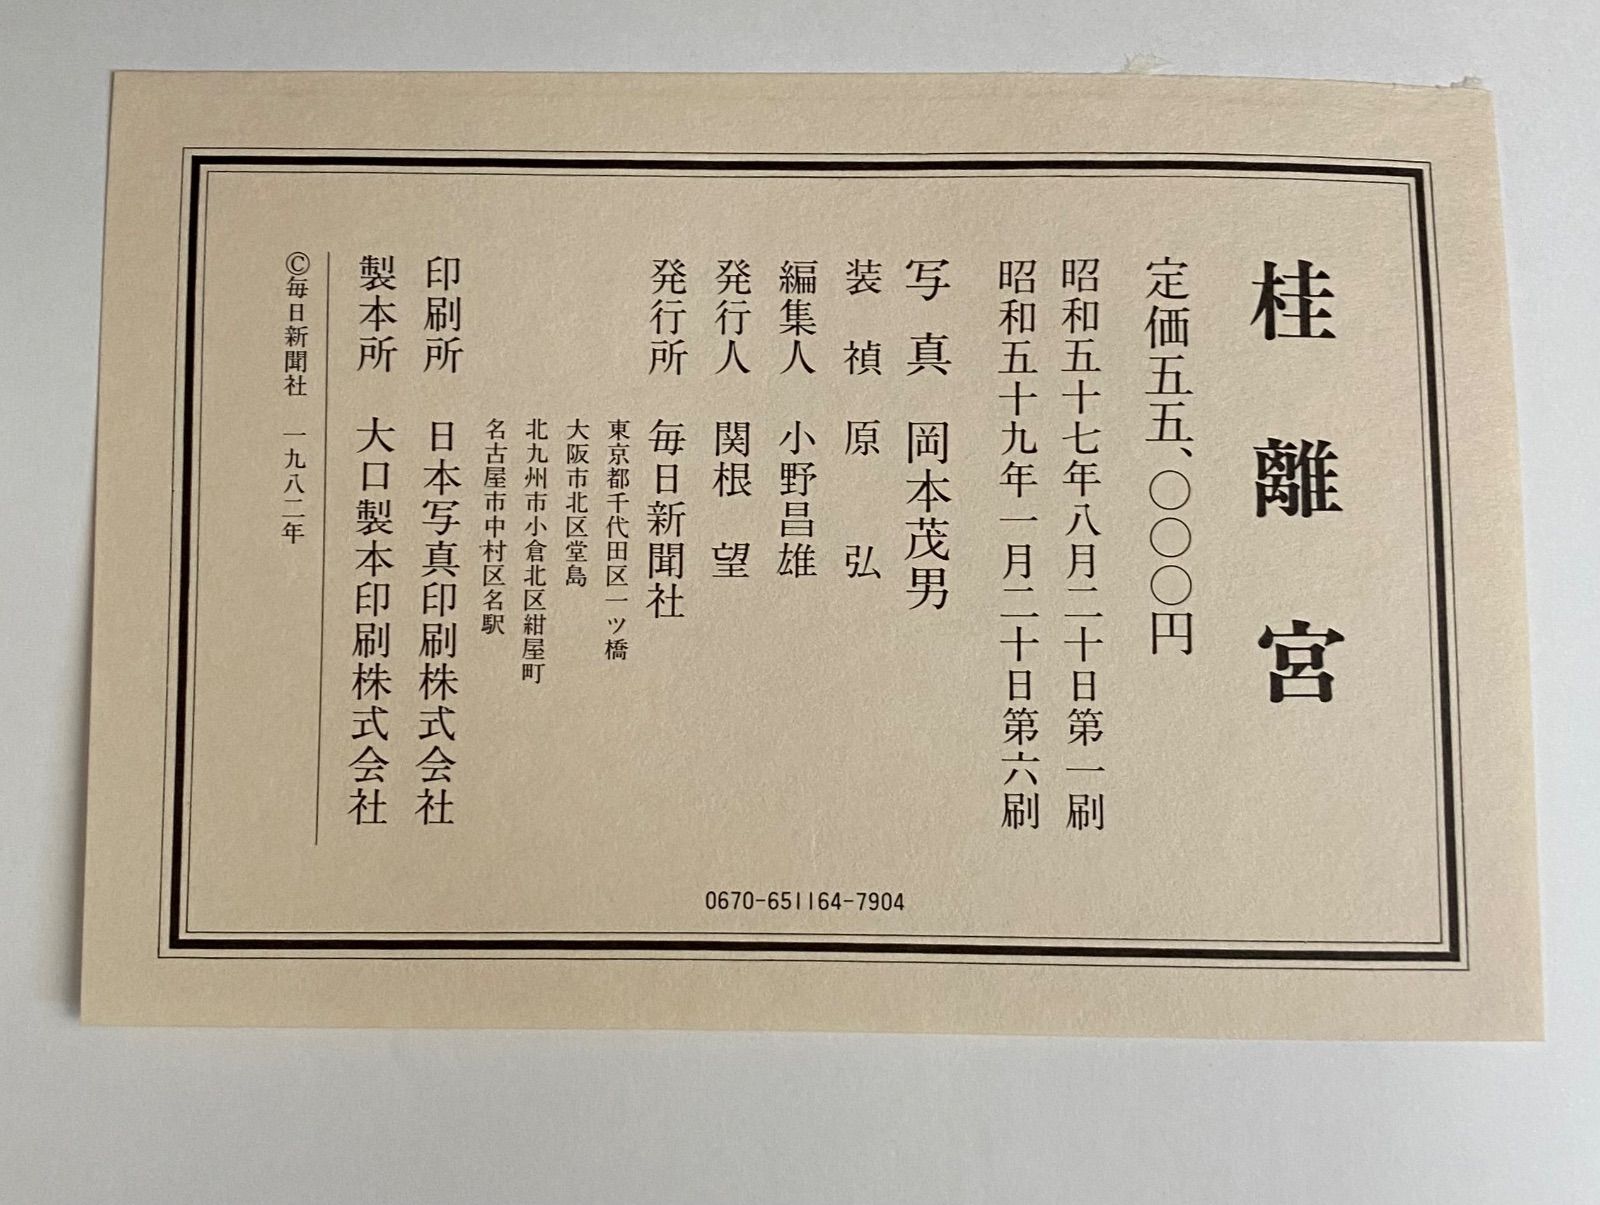 桂離宮
定価五五、〇〇〇円
昭和五十七年八月二十日第一刷
昭和五十九年一月二十日第六刷
写真 岡本茂男
装禎 原弘
編集人 小野昌雄
発行人 関根望
発行所 毎日新聞社
東京都千代田区一ツ橋
大阪市北区堂島
北九州市小倉北区紺屋町
名古屋市中村区名駅
印刷所 日本写真印刷株式会社
製本所 大口製本印刷株式会社
©毎日新聞社 一九八二年
0670-651164-7904